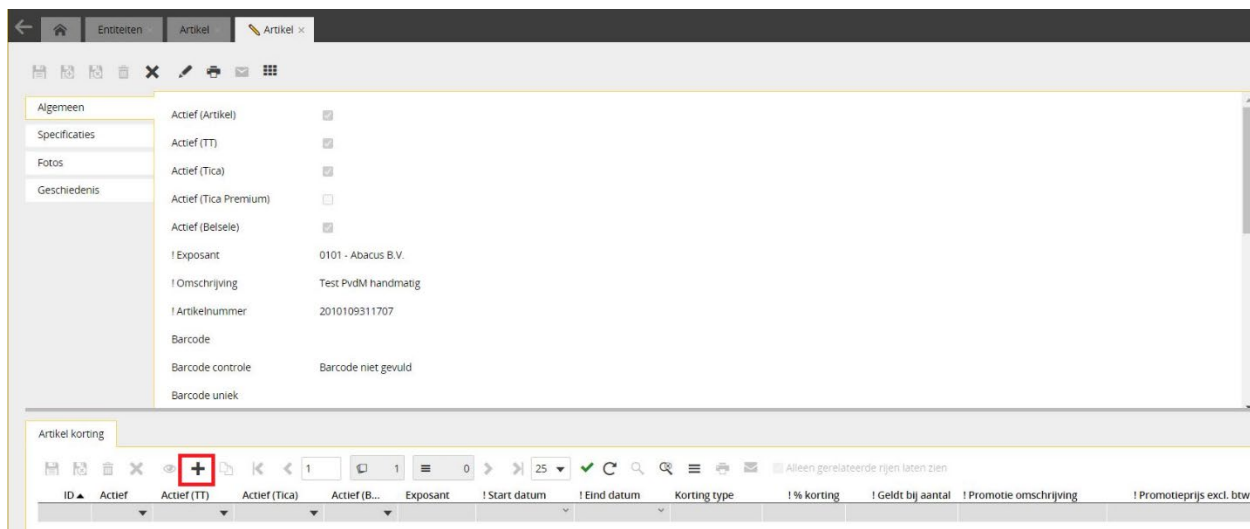 Entiteiten
Artikel
Artikel ×
Algemeen
Specificaties
Fotos
Geschiedenis
Actief (Artikel)
Actief (TT)
Actief (Tica)
Actief (Tica Premium)
Actief (Belsele)
! Exposant 0101 - Abacus B.V.
! Omschrijving Test PvdM handmatig
! Artikelnummer 2010109311707
Barcode
Barcode controle Barcode niet gevuld
Barcode uniek
Artikel korting
1 1 0 25 Alleen gerelateerde rijen laten zien
ID Actief Actief (TT) Actief (Tica) Actief (B... Exposant ! Start datum ! Eind datum Korting type ! % korting ! Geldt bij aantal ! Promotie omschrijving ! Promotieprijs excl. btw